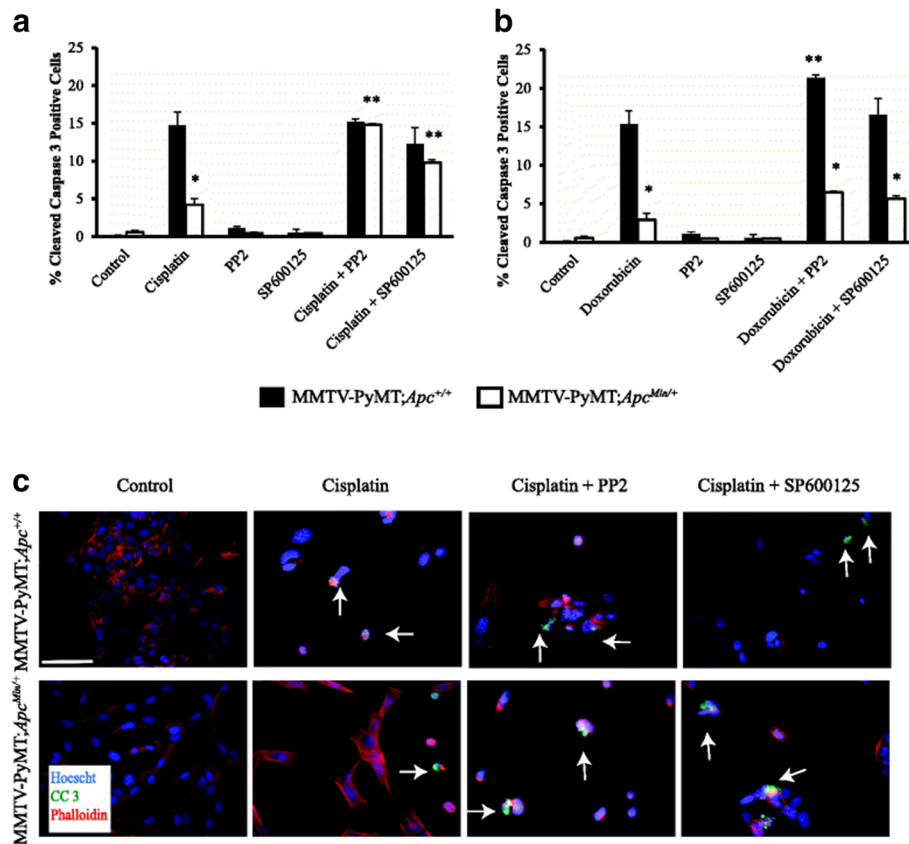 a
b
% Cleaved Caspase 3 Positive Cells
25
20
15
10
5
0
*
**
**
Control
Cisplatin
PP2
SP600125
Cisplatin + PP2
Cisplatin + SP600125
% Cleaved Caspase 3 Positive Cells
25
20
15
10
5
0
*
**
*
*
Control
Doxorubicin
PP2
SP600125
Doxorubicin + PP2
Doxorubicin + SP600125
MMTV-PyMT;Apc+/+
MMTV-PyMT;ApcMin/+
c
Control
Cisplatin
Cisplatin + PP2
Cisplatin + SP600125
MMTV-PyMT;Apc+/+
MMTV-PyMT;ApcMin/+
Hoescht
CC 3
Phalloidin